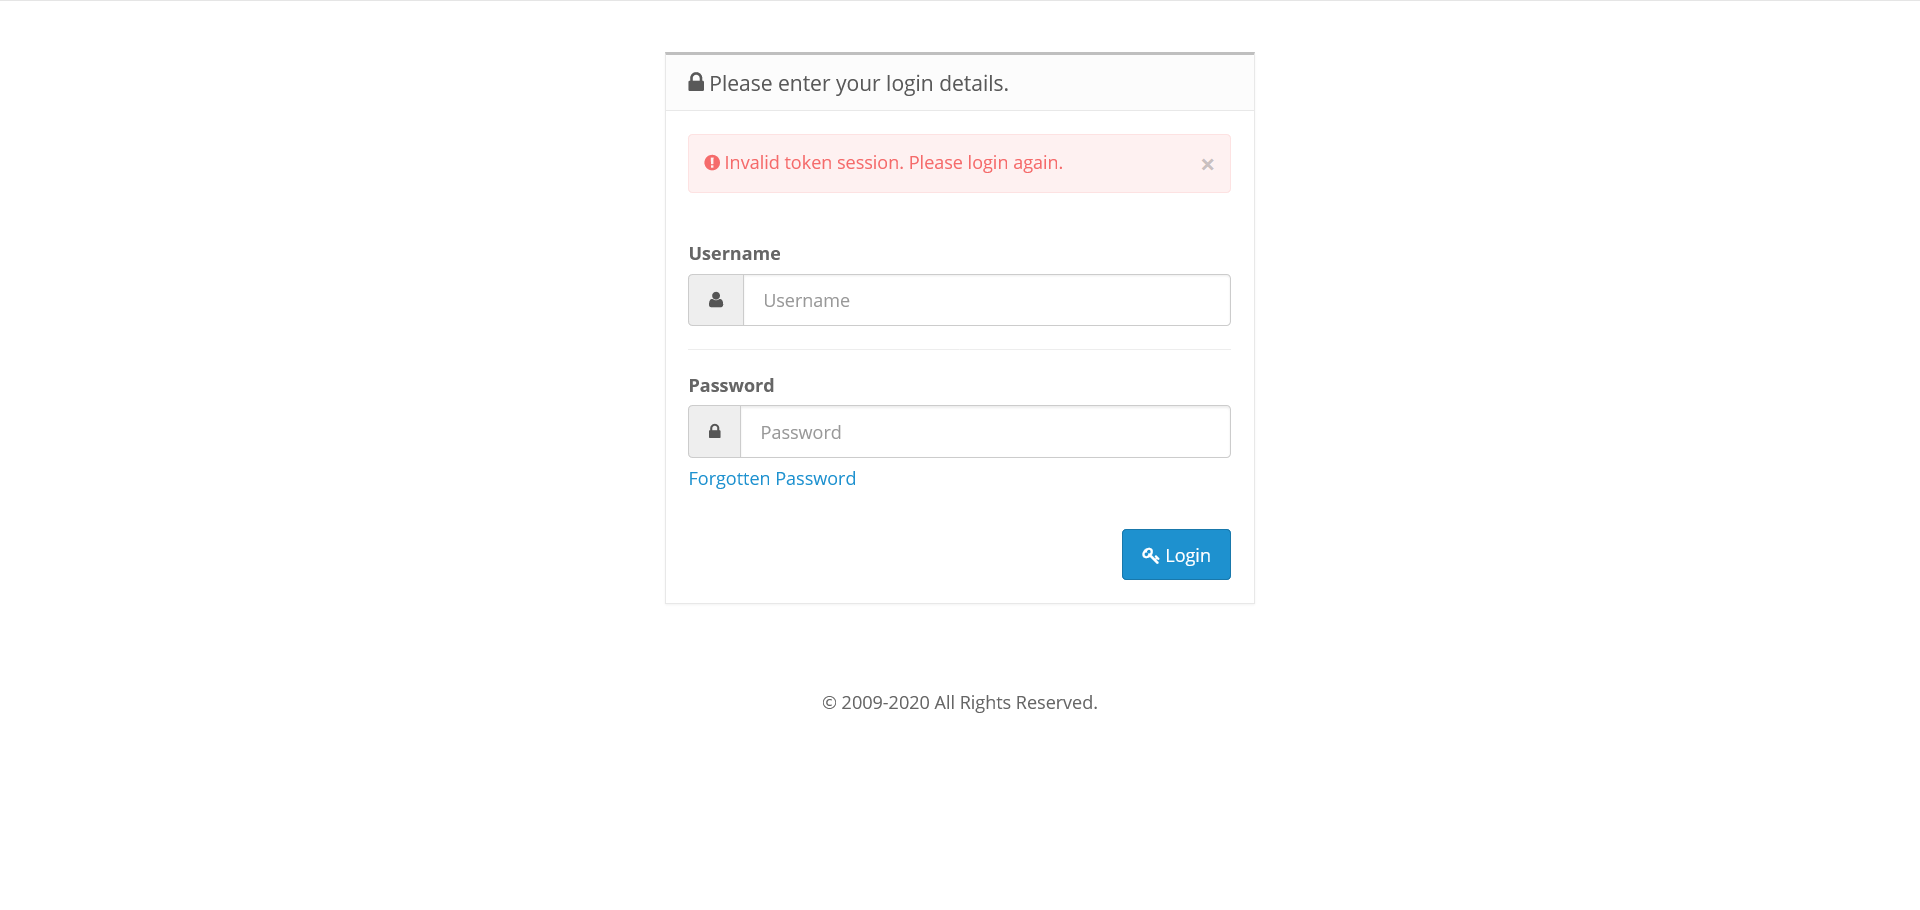 Please enter your login details.
Invalid token session. Please login again.
×
Username
Username
Password
Password
Forgotten Password
Login
© 2009-2020 All Rights Reserved.